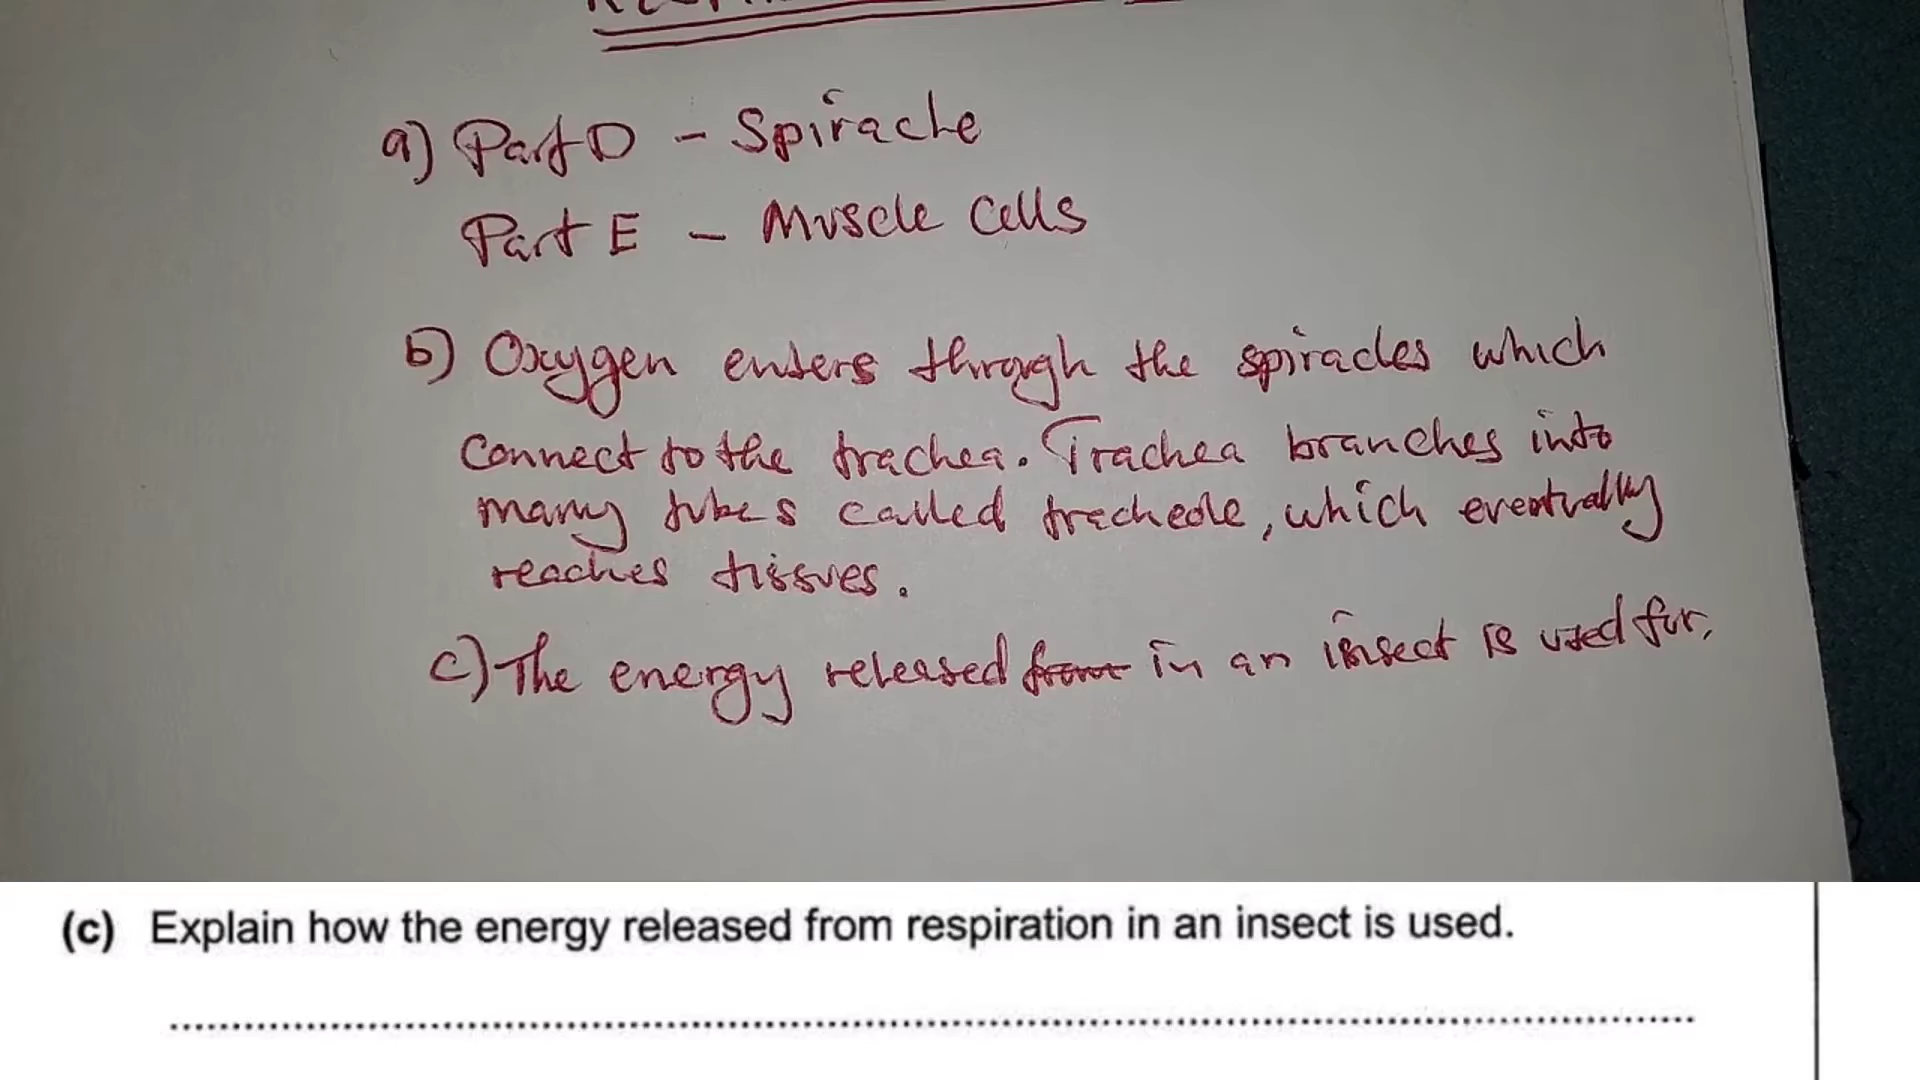 a) Part D - Spiracle
Part E - Muscle Cells
b) Oxygen enters through the spiracles which
Connect to the trachea. Trachea branches into
many tubes called tracheole, which eventually
reaches tissues.
c) The energy released from in an insect is used for,
(c) Explain how the energy released from respiration in an insect is used.